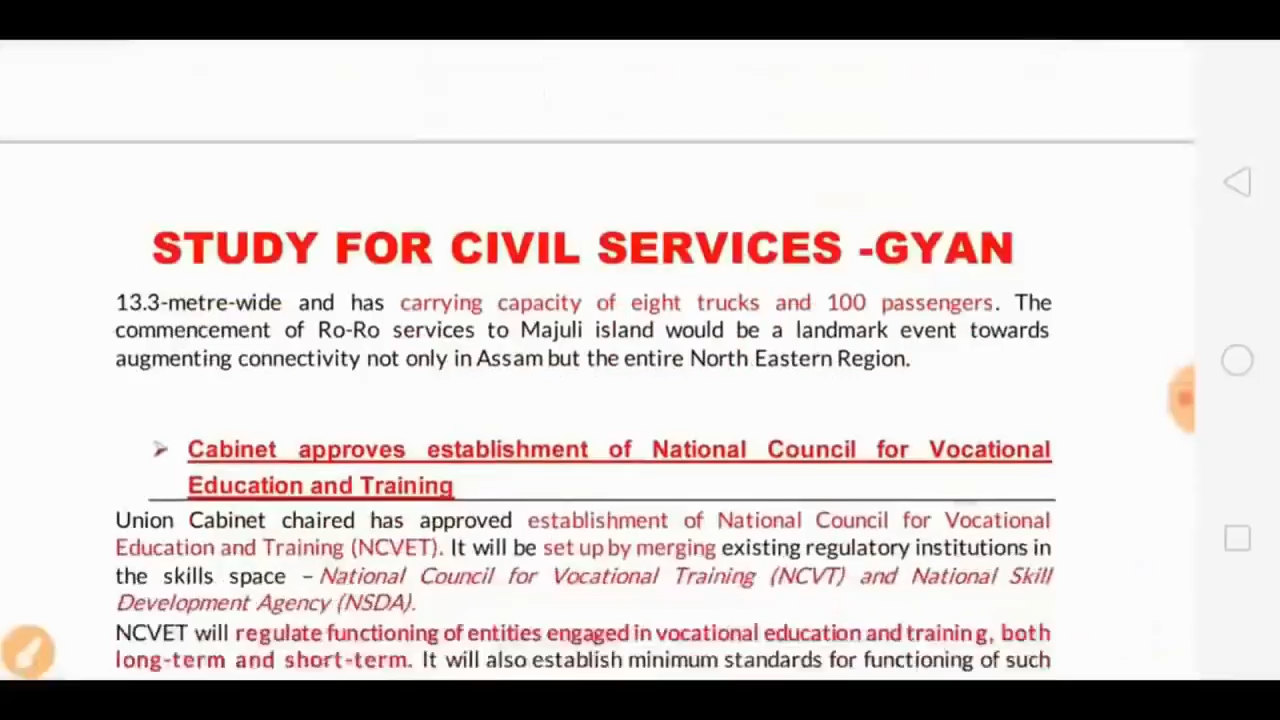 STUDY FOR CIVIL SERVICES -GYAN
13.3-metre-wide and has carrying capacity of eight trucks and 100 passengers. The
commencement of Ro-Ro services to Majuli island would be a landmark event towards
augmenting connectivity not only in Assam but the entire North Eastern Region.
➢ Cabinet approves establishment of National Council for Vocational
Education and Training
Union Cabinet chaired has approved establishment of National Council for Vocational
Education and Training (NCVET). It will be set up by merging existing regulatory institutions in
the skills space – National Council for Vocational Training (NCVT) and National Skill
Development Agency (NSDA).
NCVET will regulate functioning of entities engaged in vocational education and training, both
long-term and short-term. It will also establish minimum standards for functioning of such